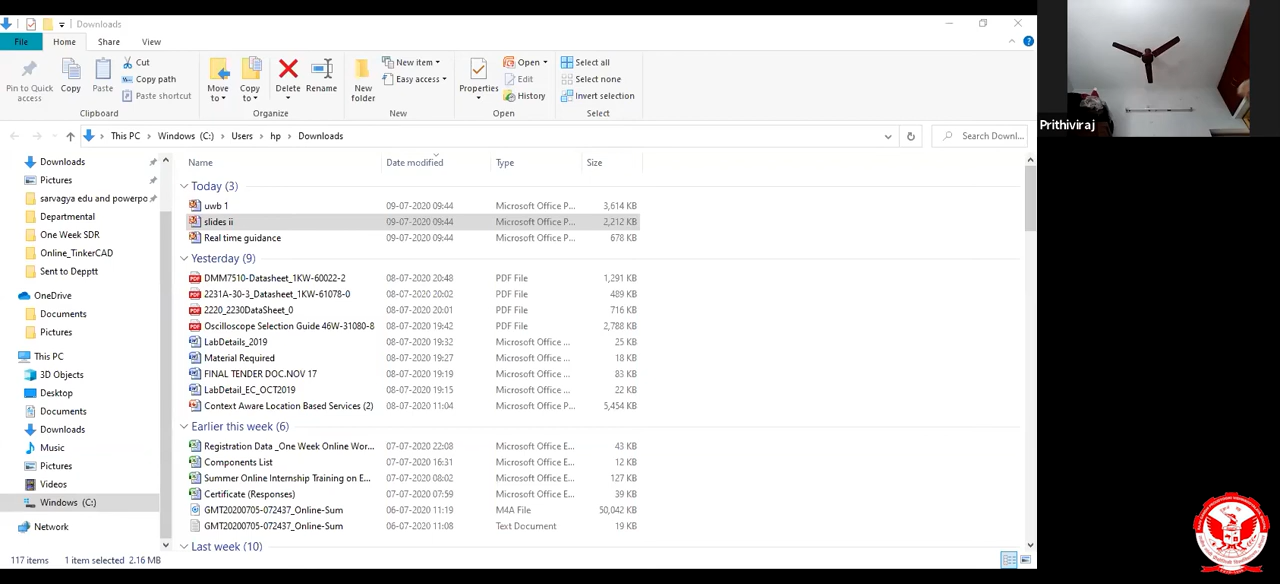 Downloads
File Home Share View
Pin to Quick access
Copy
Paste
Cut
Copy path
Paste shortcut
Clipboard
Move to
Copy to
Delete
Rename
Organize
New folder
New item
Easy access
New
Properties
Open
Edit
History
Open
Select all
Select none
Invert selection
Select
This PC > Windows (C:) > Users > hp > Downloads
Search Downl...
Downloads
Pictures
sarvagya edu and powerpo
Departmental
One Week SDR
Online_TinkerCAD
Sent to Depptt
OneDrive
Documents
Pictures
This PC
3D Objects
Desktop
Documents
Downloads
Music
Pictures
Videos
Windows (C:)
Network
Name Date modified Type Size
Today (3)
uwb 1 09-07-2020 09:44 Microsoft Office P... 3,614 KB
slides ii 09-07-2020 09:44 Microsoft Office P... 2,212 KB
Real time guidance 09-07-2020 09:44 Microsoft Office P... 678 KB
Yesterday (9)
DMM7510-Datasheet_1KW-60022-2 08-07-2020 20:48 PDF File 1,291 KB
2231A-30-3_Datasheet_1KW-61078-0 08-07-2020 20:02 PDF File 489 KB
2220_2230DataSheet_0 08-07-2020 20:01 PDF File 716 KB
Oscilloscope Selection Guide 46W-31080-8 08-07-2020 19:42 PDF File 2,788 KB
LabDetails_2019 08-07-2020 19:32 Microsoft Office ... 25 KB
Material Required 08-07-2020 19:27 Microsoft Office ... 18 KB
FINAL TENDER DOC.NOV 17 08-07-2020 19:19 Microsoft Office ... 83 KB
LabDetail_EC_OCT2019 08-07-2020 19:15 Microsoft Office ... 22 KB
Context Aware Location Based Services (2) 08-07-2020 11:04 Microsoft Office P... 5,454 KB
Earlier this week (6)
Registration Data _One Week Online Wor... 07-07-2020 22:08 Microsoft Office E... 43 KB
Components List 07-07-2020 16:31 Microsoft Office E... 12 KB
Summer Online Internship Training on E... 07-07-2020 08:02 Microsoft Office E... 127 KB
Certificate (Responses) 07-07-2020 07:59 Microsoft Office E... 39 KB
GMT20200705-072437_Online-Sum 06-07-2020 11:19 M4A File 50,042 KB
GMT20200705-072437_Online-Sum 06-07-2020 11:08 Text Document 19 KB
Last week (10)
117 items 1 item selected 2.16 MB
Prithiviraj